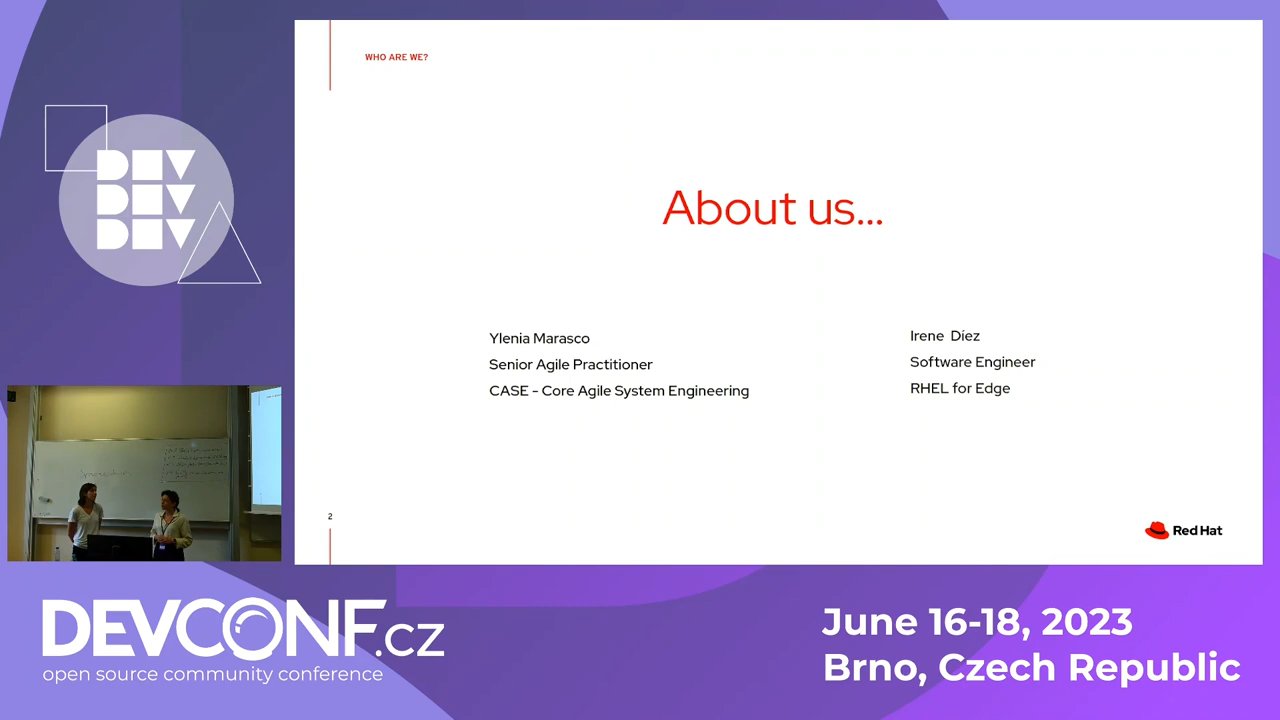 WHO ARE WE?
About us...
Ylenia Marasco
Senior Agile Practitioner
CASE - Core Agile System Engineering
Irene Díez
Software Engineer
RHEL for Edge
2
Red Hat
DEV
DEV
DEV
DEVCONF.cz
open source community conference
June 16-18, 2023
Brno, Czech Republic